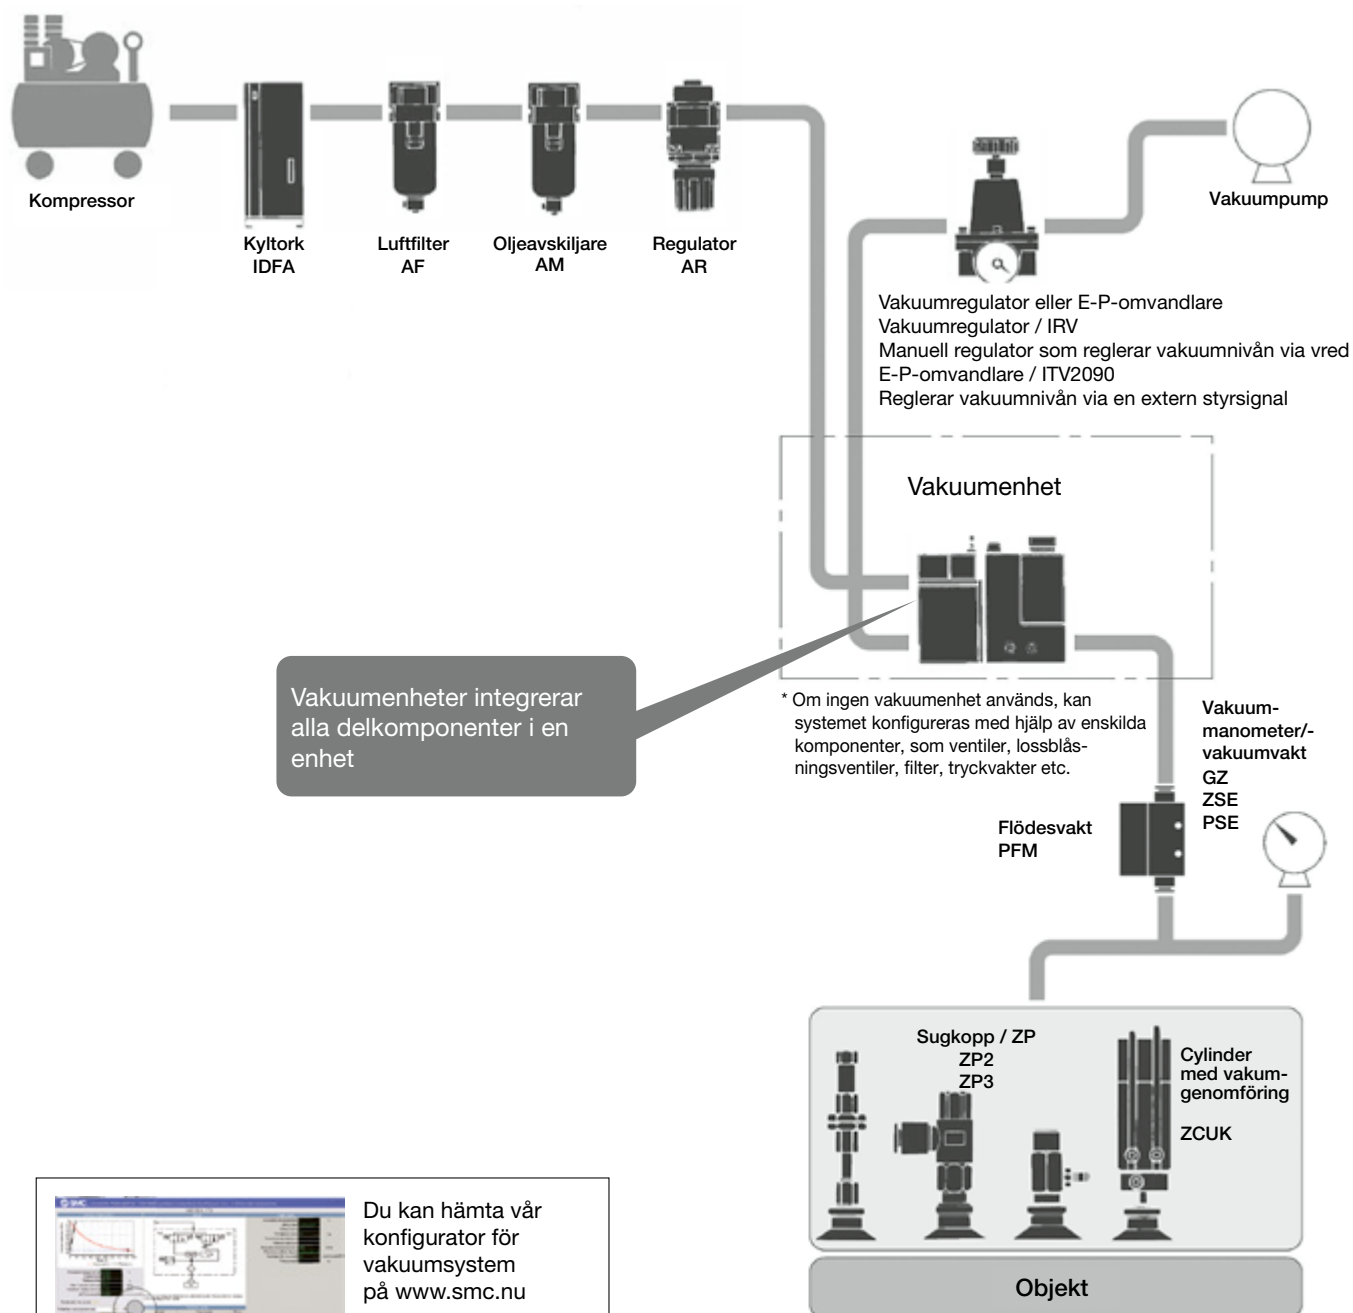 Kompressor
Kyltork
IDFA
Luftfilter
AF
Oljeavskiljare
AM
Regulator
AR
Vakuumpump
Vakuumregulator eller E-P-omvandlare
Vakuumregulator / IRV
Manuell regulator som reglerar vakuumnivån via vred
E-P-omvandlare / ITV2090
Reglerar vakuumnivån via en extern styrsignal
Vakuumenhet
Vakuumenheter integrerar
alla delkomponenter i en
enhet
* Om ingen vakuumenhet används, kan
systemet konfigureras med hjälp av enskilda
komponenter, som ventiler, lossblås-
ningsventiler, filter, tryckvakter etc.
Vakuum-
manometer/-
vakuumvakt
GZ
ZSE
PSE
Flödesvakt
PFM
Sugkopp / ZP
ZP2
ZP3
Cylinder
med vakum-
genomföring
ZCUK
Objekt
SMC
Du kan hämta vår
konfigurator för
vakuumsystem
på www.smc.nu